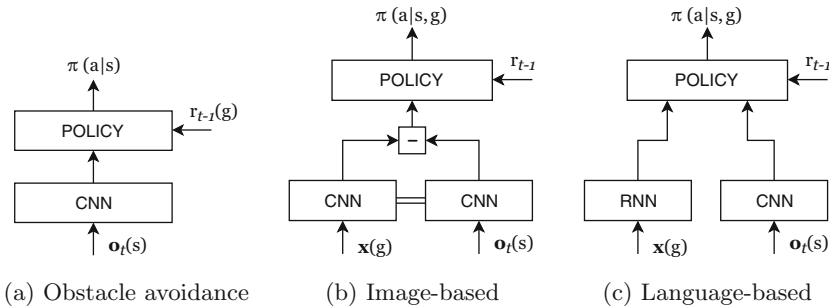 π(a|s)
POLICY
r_{t-1}(g)
CNN
o_t(s)
(a) Obstacle avoidance
π(a|s,g)
r_{t-1}
POLICY
−
CNN
CNN
x(g)
o_t(s)
(b) Image-based
π(a|s,g)
r_{t-1}
POLICY
RNN
CNN
x(g)
o_t(s)
(c) Language-based